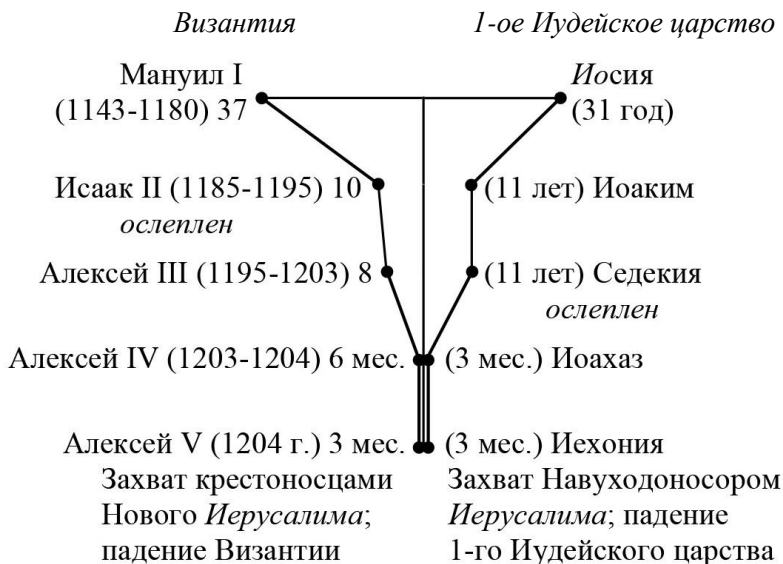 Византия 1-ое Иудейское царство
Мануил I Иосия
(1143-1180) 37 (31 год)
Исаак II (1185-1195) 10 (11 лет) Иоаким
ослеплен
Алексей III (1195-1203) 8 (11 лет) Седекия
ослеплен
Алексей IV (1203-1204) 6 мес. (3 мес.) Иоахаз
Алексей V (1204 г.) 3 мес. (3 мес.) Иехония
Захват крестоносцами Захват Навуходоносором
Нового Иерусалима; Иерусалима; падение
падение Византии 1-го Иудейского царства